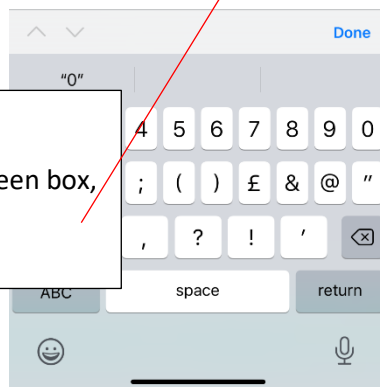 Done
“0”
4 5 6 7 8 9 0
een box,
; ( ) £ & @ "
, ? ! '
ABC space return